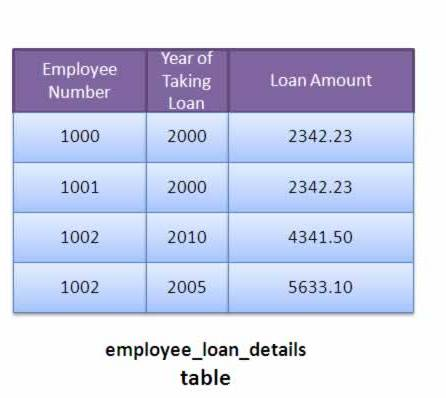 Employee Number
Year of Taking Loan
Loan Amount
1000 2000 2342.23
1001 2000 2342.23
1002 2010 4341.50
1002 2005 5633.10
employee_loan_details
table